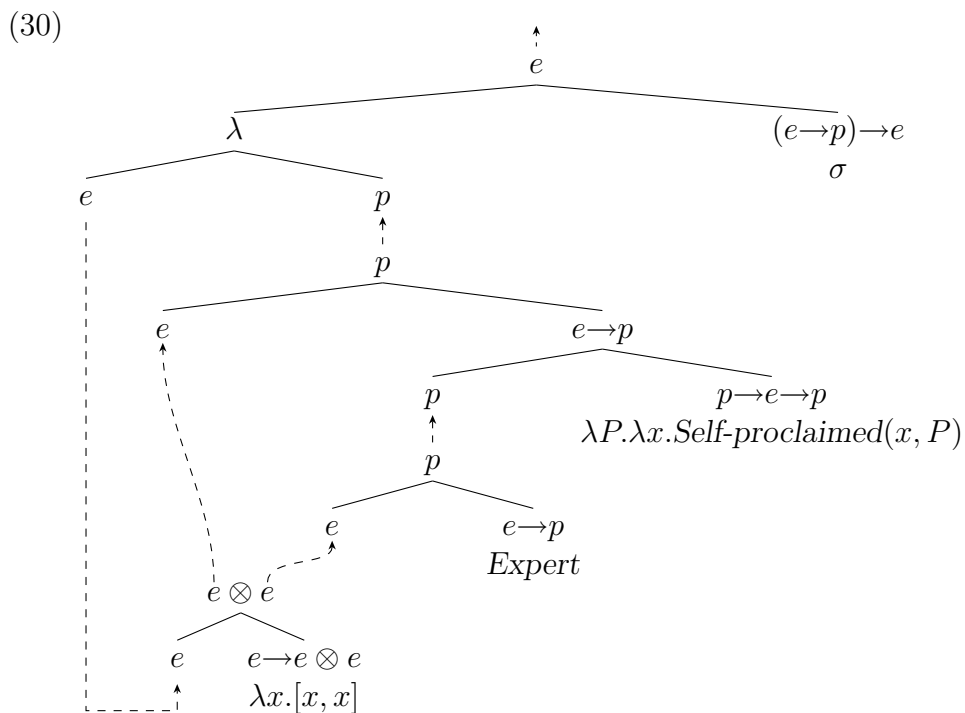 (30)
e
λ (e→p)→e
σ
e p
p
e e→p
p p→e→p
λP.λx.Self-proclaimed(x, P)
p
e e→p
Expert
e ⊗ e
e e→e ⊗ e
λx.[x, x]